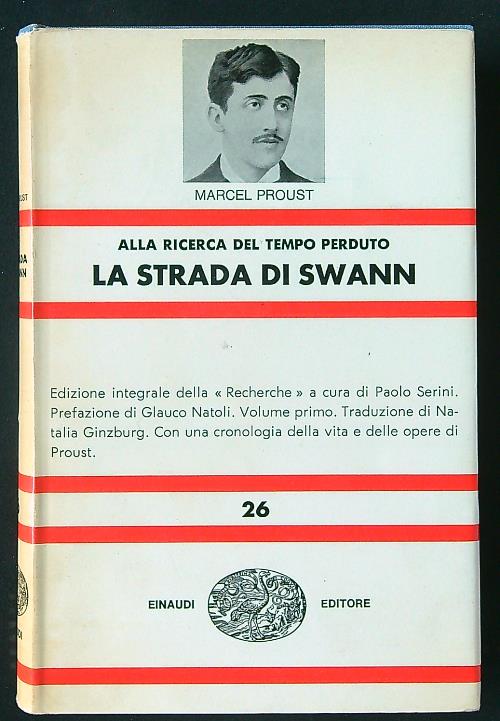 MARCEL PROUST
ALLA RICERCA DEL TEMPO PERDUTO
LA STRADA DI SWANN
Edizione integrale della « Recherche » a cura di Paolo Serini.
Prefazione di Glauco Natoli. Volume primo. Traduzione di Na-
talia Ginzburg. Con una cronologia della vita e delle opere di
Proust.
26
EINAUDI EDITORE